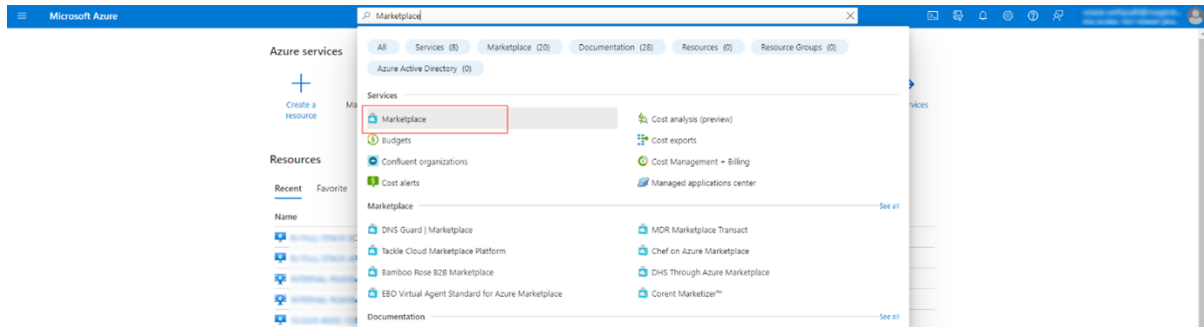 Microsoft Azure
Marketplace
Azure services
Create a resource
Ma
All Services (8) Marketplace (20) Documentation (28) Resources (0) Resource Groups (0)
Azure Active Directory (0)
Services
Marketplace
Budgets
Confluent organizations
Cost alerts
Cost analysis (preview)
Cost exports
Cost Management + Billing
Managed applications center
Marketplace
See all
DNS Guard | Marketplace
Tackle Cloud Marketplace Platform
Bamboo Rose B2B Marketplace
EBO Virtual Agent Standard for Azure Marketplace
MDR Marketplace Transact
Chef on Azure Marketplace
DHS Through Azure Marketplace
Corent Marketizer™
Documentation
See all
vices
Resources
Recent Favorite
Name